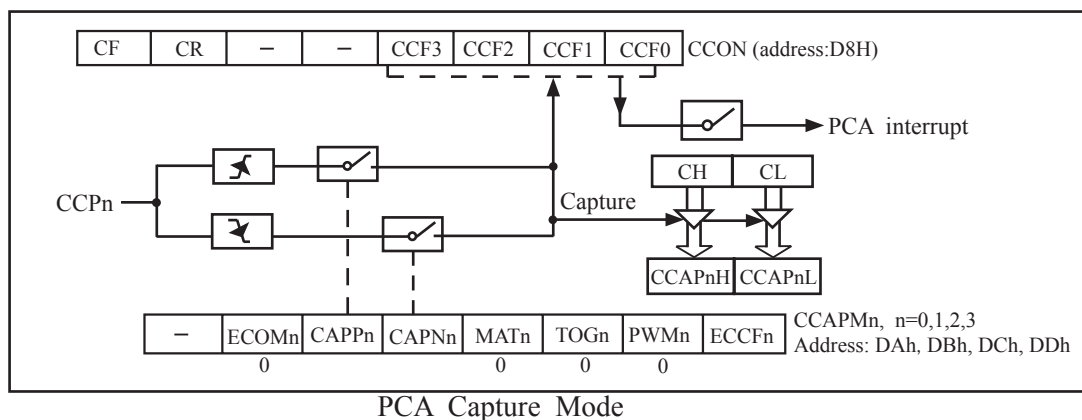 CF CR – – CCF3 CCF2 CCF1 CCF0 CCON (address:D8H)
PCA interrupt
CH CL
CCPn
Capture
CCAPnH CCAPnL
– ECOMn CAPPn CAPNn MATn TOGn PWMn ECCFn
CCAPMn, n=0,1,2,3
Address: DAh, DBh, DCh, DDh
0 0 0 0
PCA Capture Mode